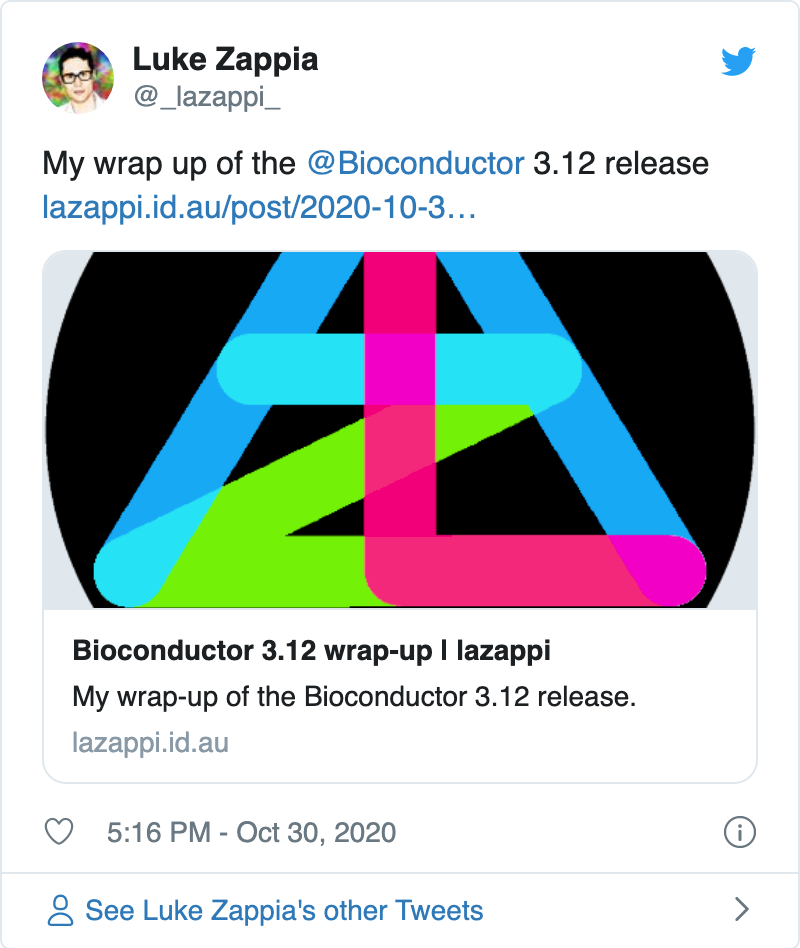 Luke Zappia
@_lazappi_
My wrap up of the @Bioconductor 3.12 release
lazappi.id.au/post/2020-10-3…
Bioconductor 3.12 wrap-up | lazappi
My wrap-up of the Bioconductor 3.12 release.
lazappi.id.au
5:16 PM - Oct 30, 2020
See Luke Zappia's other Tweets